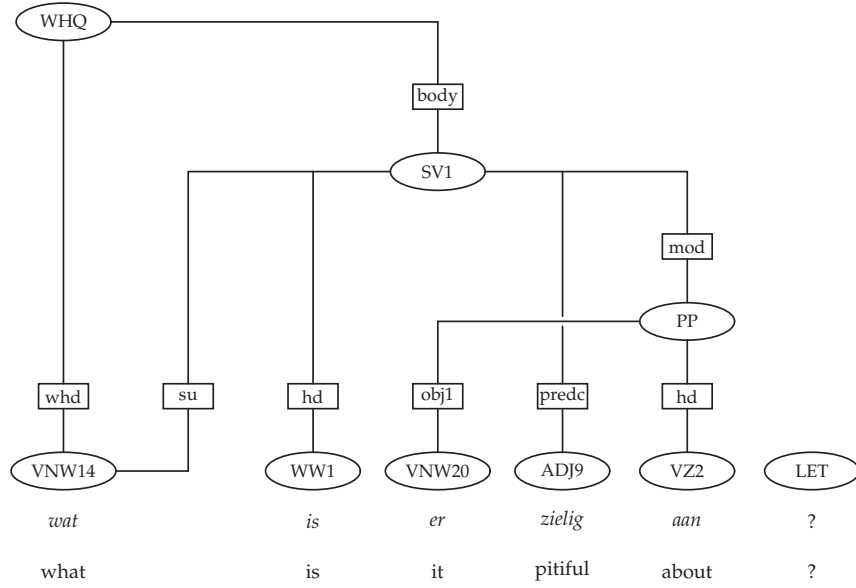 WHQ
body
SV1
mod
PP
whd su hd obj1 predc hd
VNW14 WW1 VNW20 ADJ9 VZ2 LET
wat is er zielig aan ?
what is it pitiful about ?